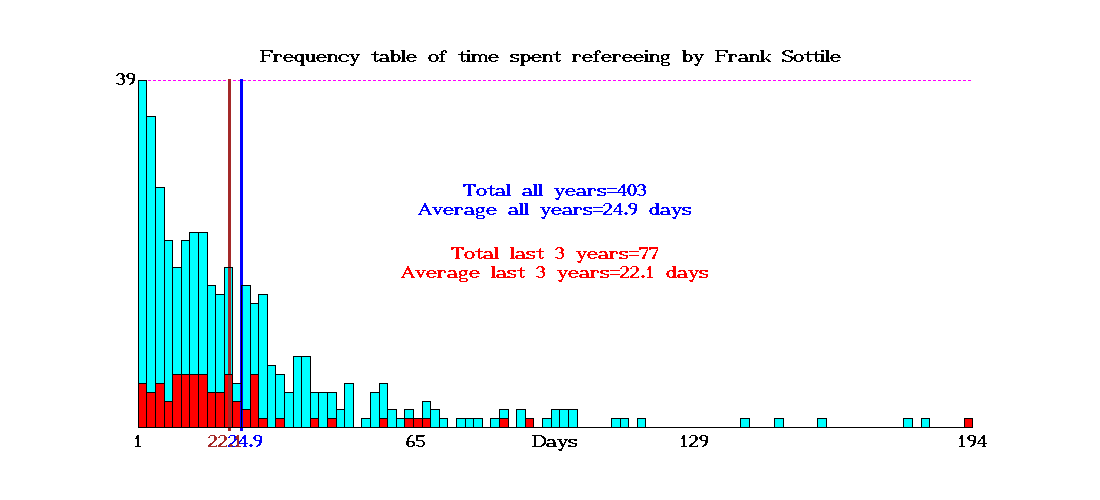 Frequency table of time spent refereeing by Frank Sottile
39
Total all years=403
Average all years=24.9 days
Total last 3 years=77
Average last 3 years=22.1 days
1 24.9 65 Days 129 194